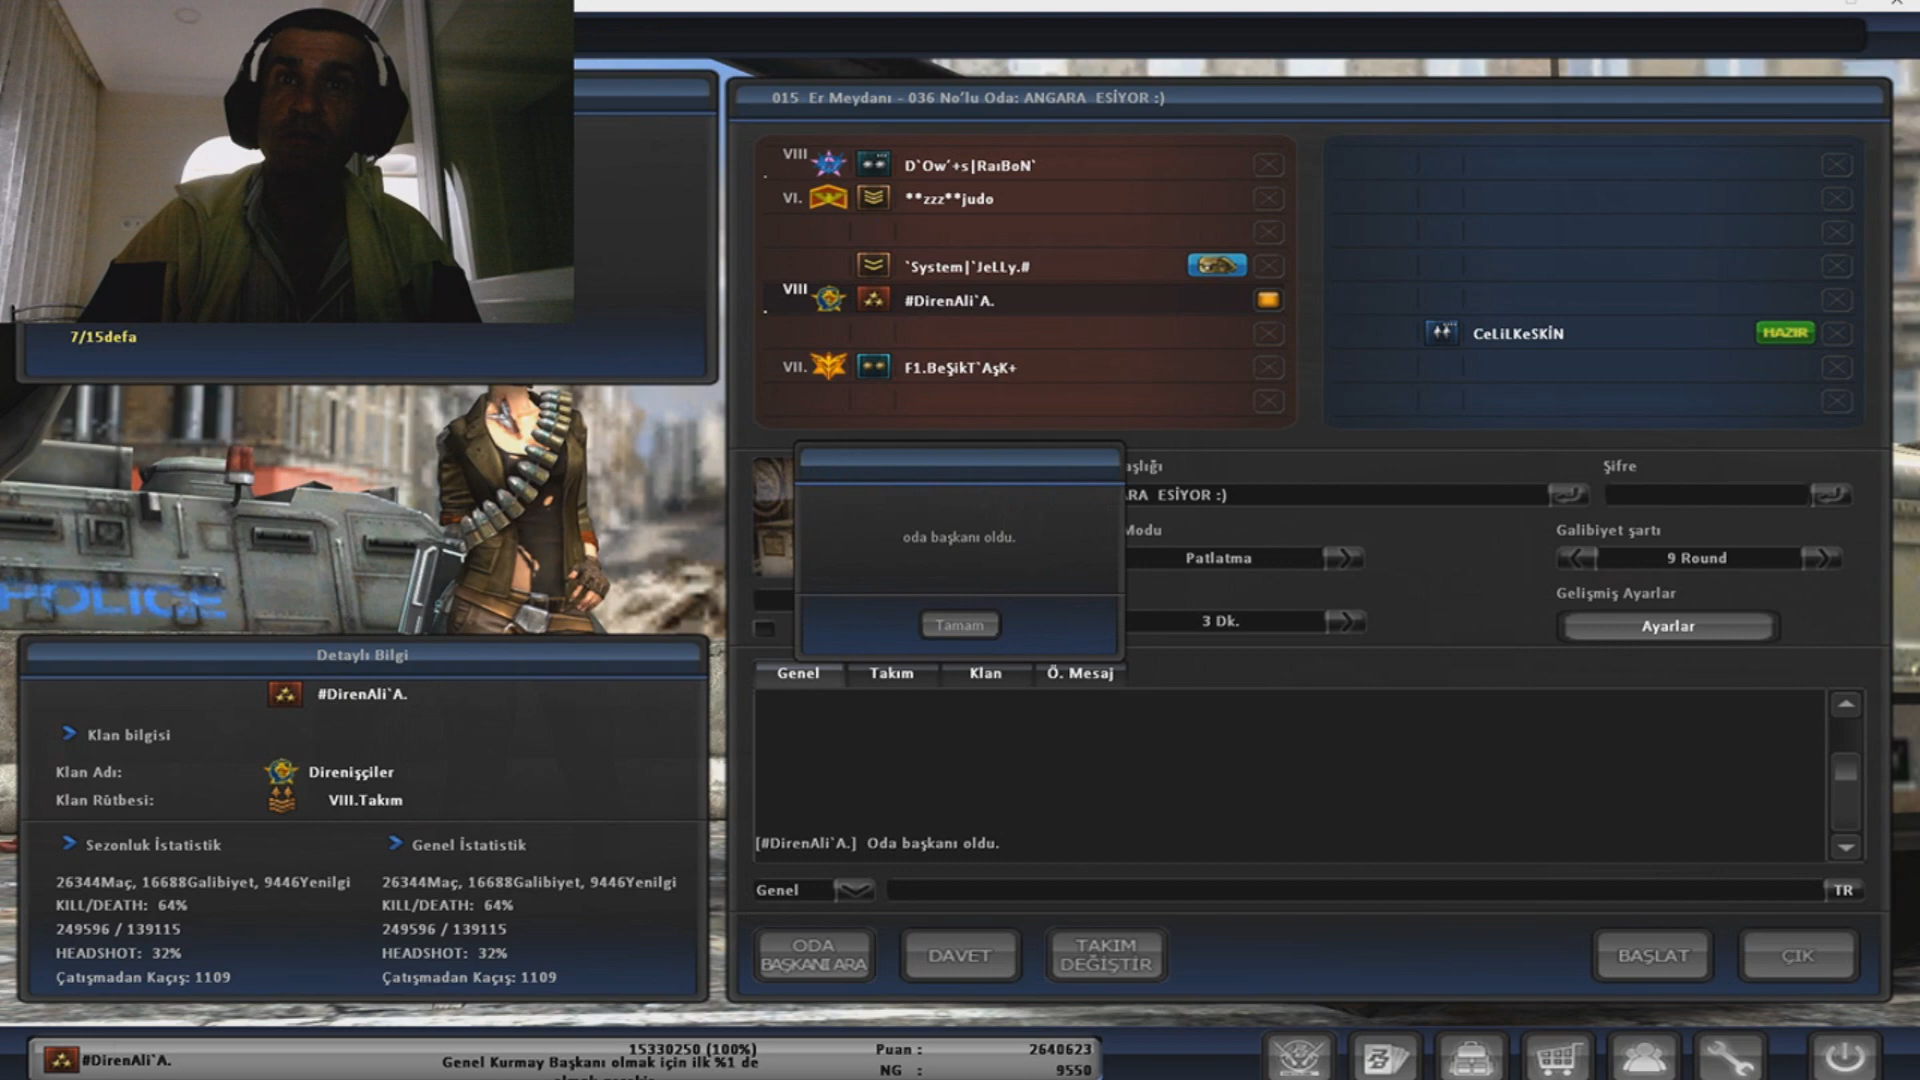 7/15defa
015 Er Meydanı - 036 No'lu Oda: ANGARA ESİYOR :)
VIII D`Ow´+s|RaıBoN`
VI. **zzz**judo
`System|`JeLLy.#
VIII #DirenAli`A.
VII. F1.BeŞikT`AşK+
CeLiLKeSKİN HAZIR
aşlığı
Şifre
RA ESİYOR :)
Modu
Galibiyet şartı
Patlatma
9 Round
Gelişmiş Ayarlar
3 Dk.
Ayarlar
oda başkanı oldu.
Tamam
Genel Takım Klan Ö. Mesaj
[#DirenAli`A.] Oda başkanı oldu.
Genel TR
ODA BAŞKANI ARA
DAVET
TAKIM DEĞİŞTİR
BAŞLAT
ÇIK
POLICE
Detaylı Bilgi
#DirenAli`A.
Klan bilgisi
Klan Adı: Direnişçiler
Klan Rütbesi: VIII.Takım
Sezonluk İstatistik
26344Maç, 16688Galibiyet, 9446Yenilgi
KILL/DEATH: 64%
249596 / 139115
HEADSHOT: 32%
Çatışmadan Kaçış: 1109
Genel İstatistik
26344Maç, 16688Galibiyet, 9446Yenilgi
KILL/DEATH: 64%
249596 / 139115
HEADSHOT: 32%
Çatışmadan Kaçış: 1109
#DirenAli`A.
15330250 (100%)
Genel Kurmay Başkanı olmak için ilk %1 de
Puan : 2640623
NG : 9550